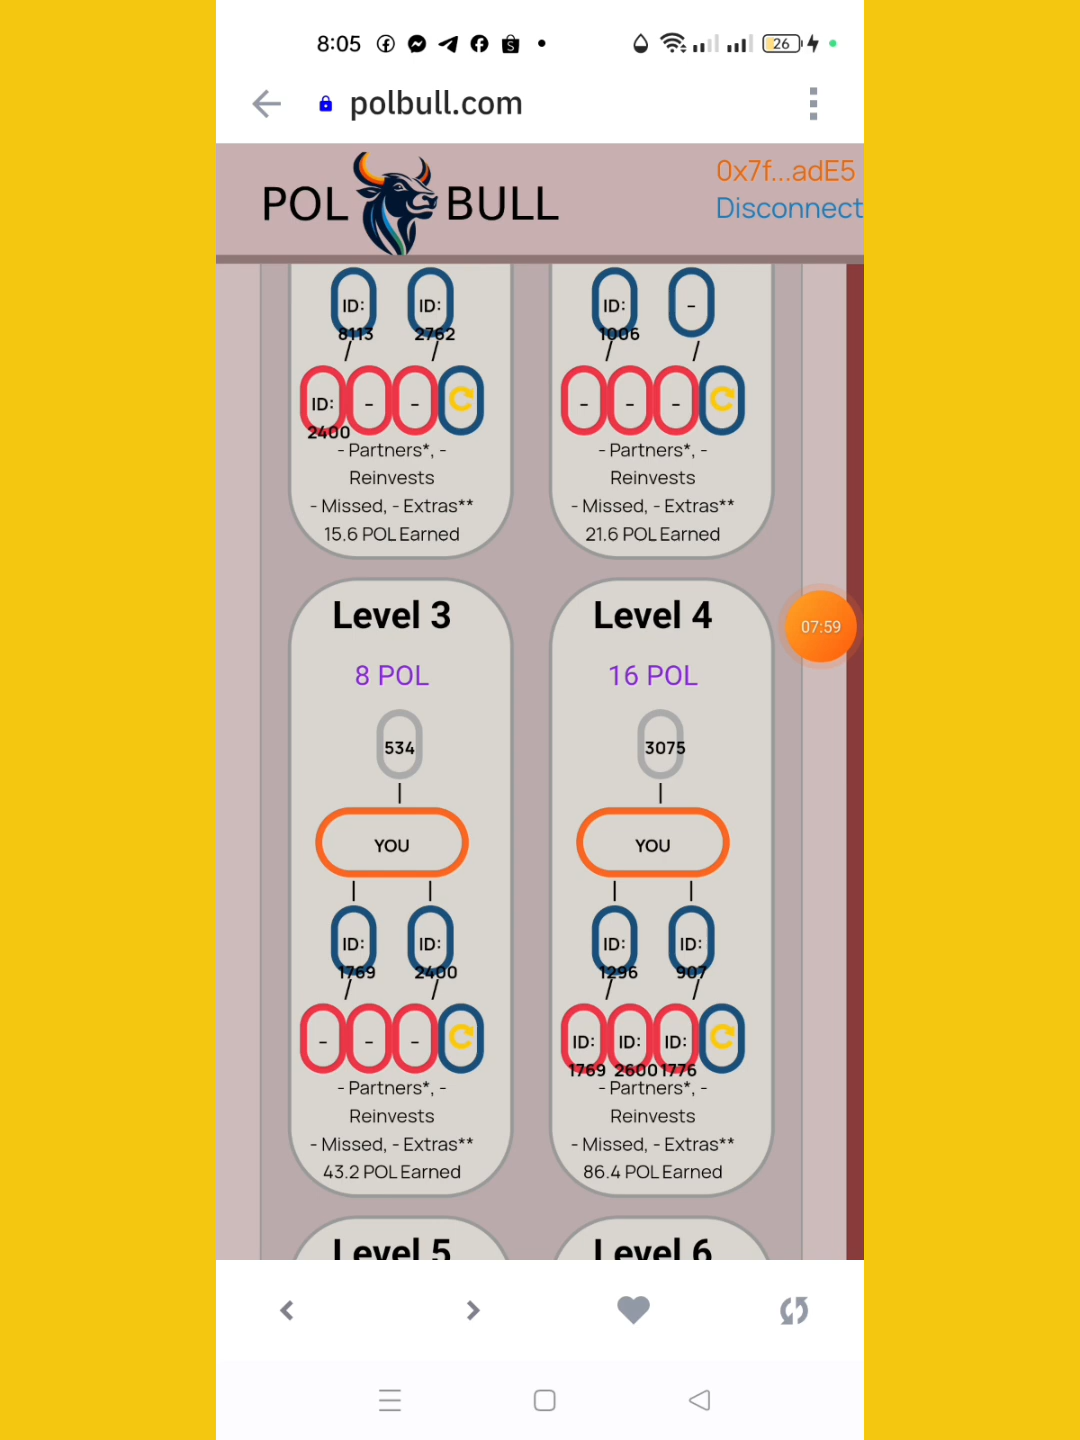 8:05
26
polbull.com
POL BULL
0x7f...adE5
Disconnect
ID: 8113
ID: 2762
ID: 2400
-
-
- Partners*, -
Reinvests
- Missed, - Extras**
15.6 POL Earned
ID: 1006
-
-
-
-
- Partners*, -
Reinvests
- Missed, - Extras**
21.6 POL Earned
07:59
Level 3
8 POL
534
YOU
ID: 1769
ID: 2400
-
-
-
- Partners*, -
Reinvests
- Missed, - Extras**
43.2 POL Earned
Level 4
16 POL
3075
YOU
ID: 1296
ID: 907
ID: 1769
ID: 2600
ID: 1776
- Partners*, -
Reinvests
- Missed, - Extras**
86.4 POL Earned
Level 5
Level 6